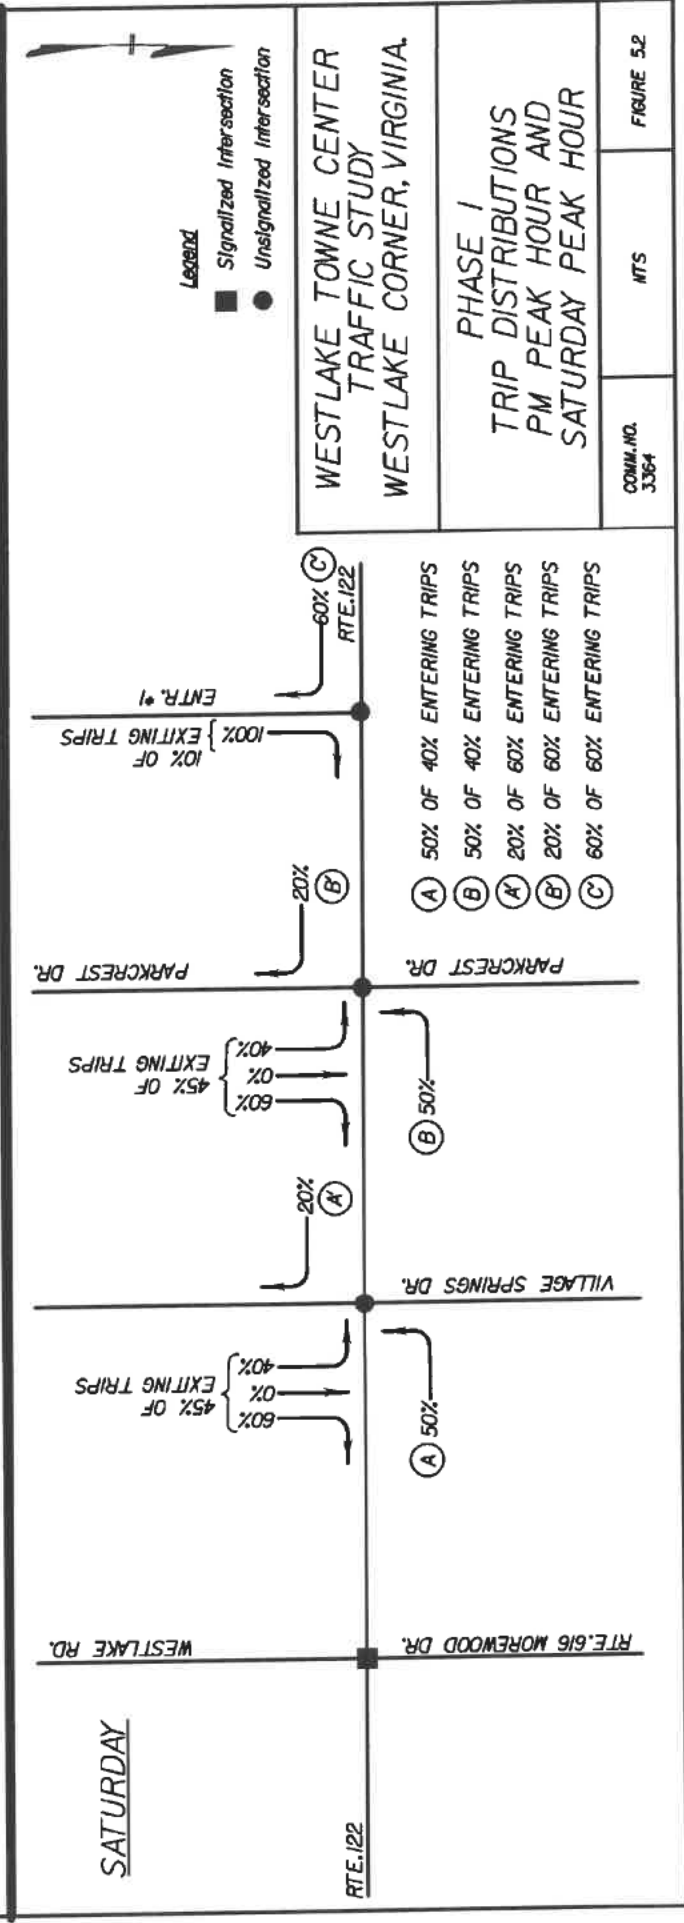 SATURDAY
Legend
Signalized Intersection
Unsignalized Intersection
WESTLAKE RD.
RTE.616 MOREWOOD DR.
RTE.122
45% OF
EXITING TRIPS
60%
0%
40%
A 50%
VILLAGE SPRINGS DR.
20%
A'
45% OF
EXITING TRIPS
60%
0%
40%
B 50%
PARKCREST DR.
PARKCREST DR.
20%
B'
10% OF
EXITING TRIPS
100%
ENTR. #1
60% C'
RTE.122
A 50% OF 40% ENTERING TRIPS
B 50% OF 40% ENTERING TRIPS
A' 20% OF 60% ENTERING TRIPS
B' 20% OF 60% ENTERING TRIPS
C' 60% OF 60% ENTERING TRIPS
WESTLAKE TOWNE CENTER
TRAFFIC STUDY
WESTLAKE CORNER, VIRGINIA.
PHASE I
TRIP DISTRIBUTIONS
PM PEAK HOUR AND
SATURDAY PEAK HOUR
COMM.NO.
3364
NTS
FIGURE 5.2